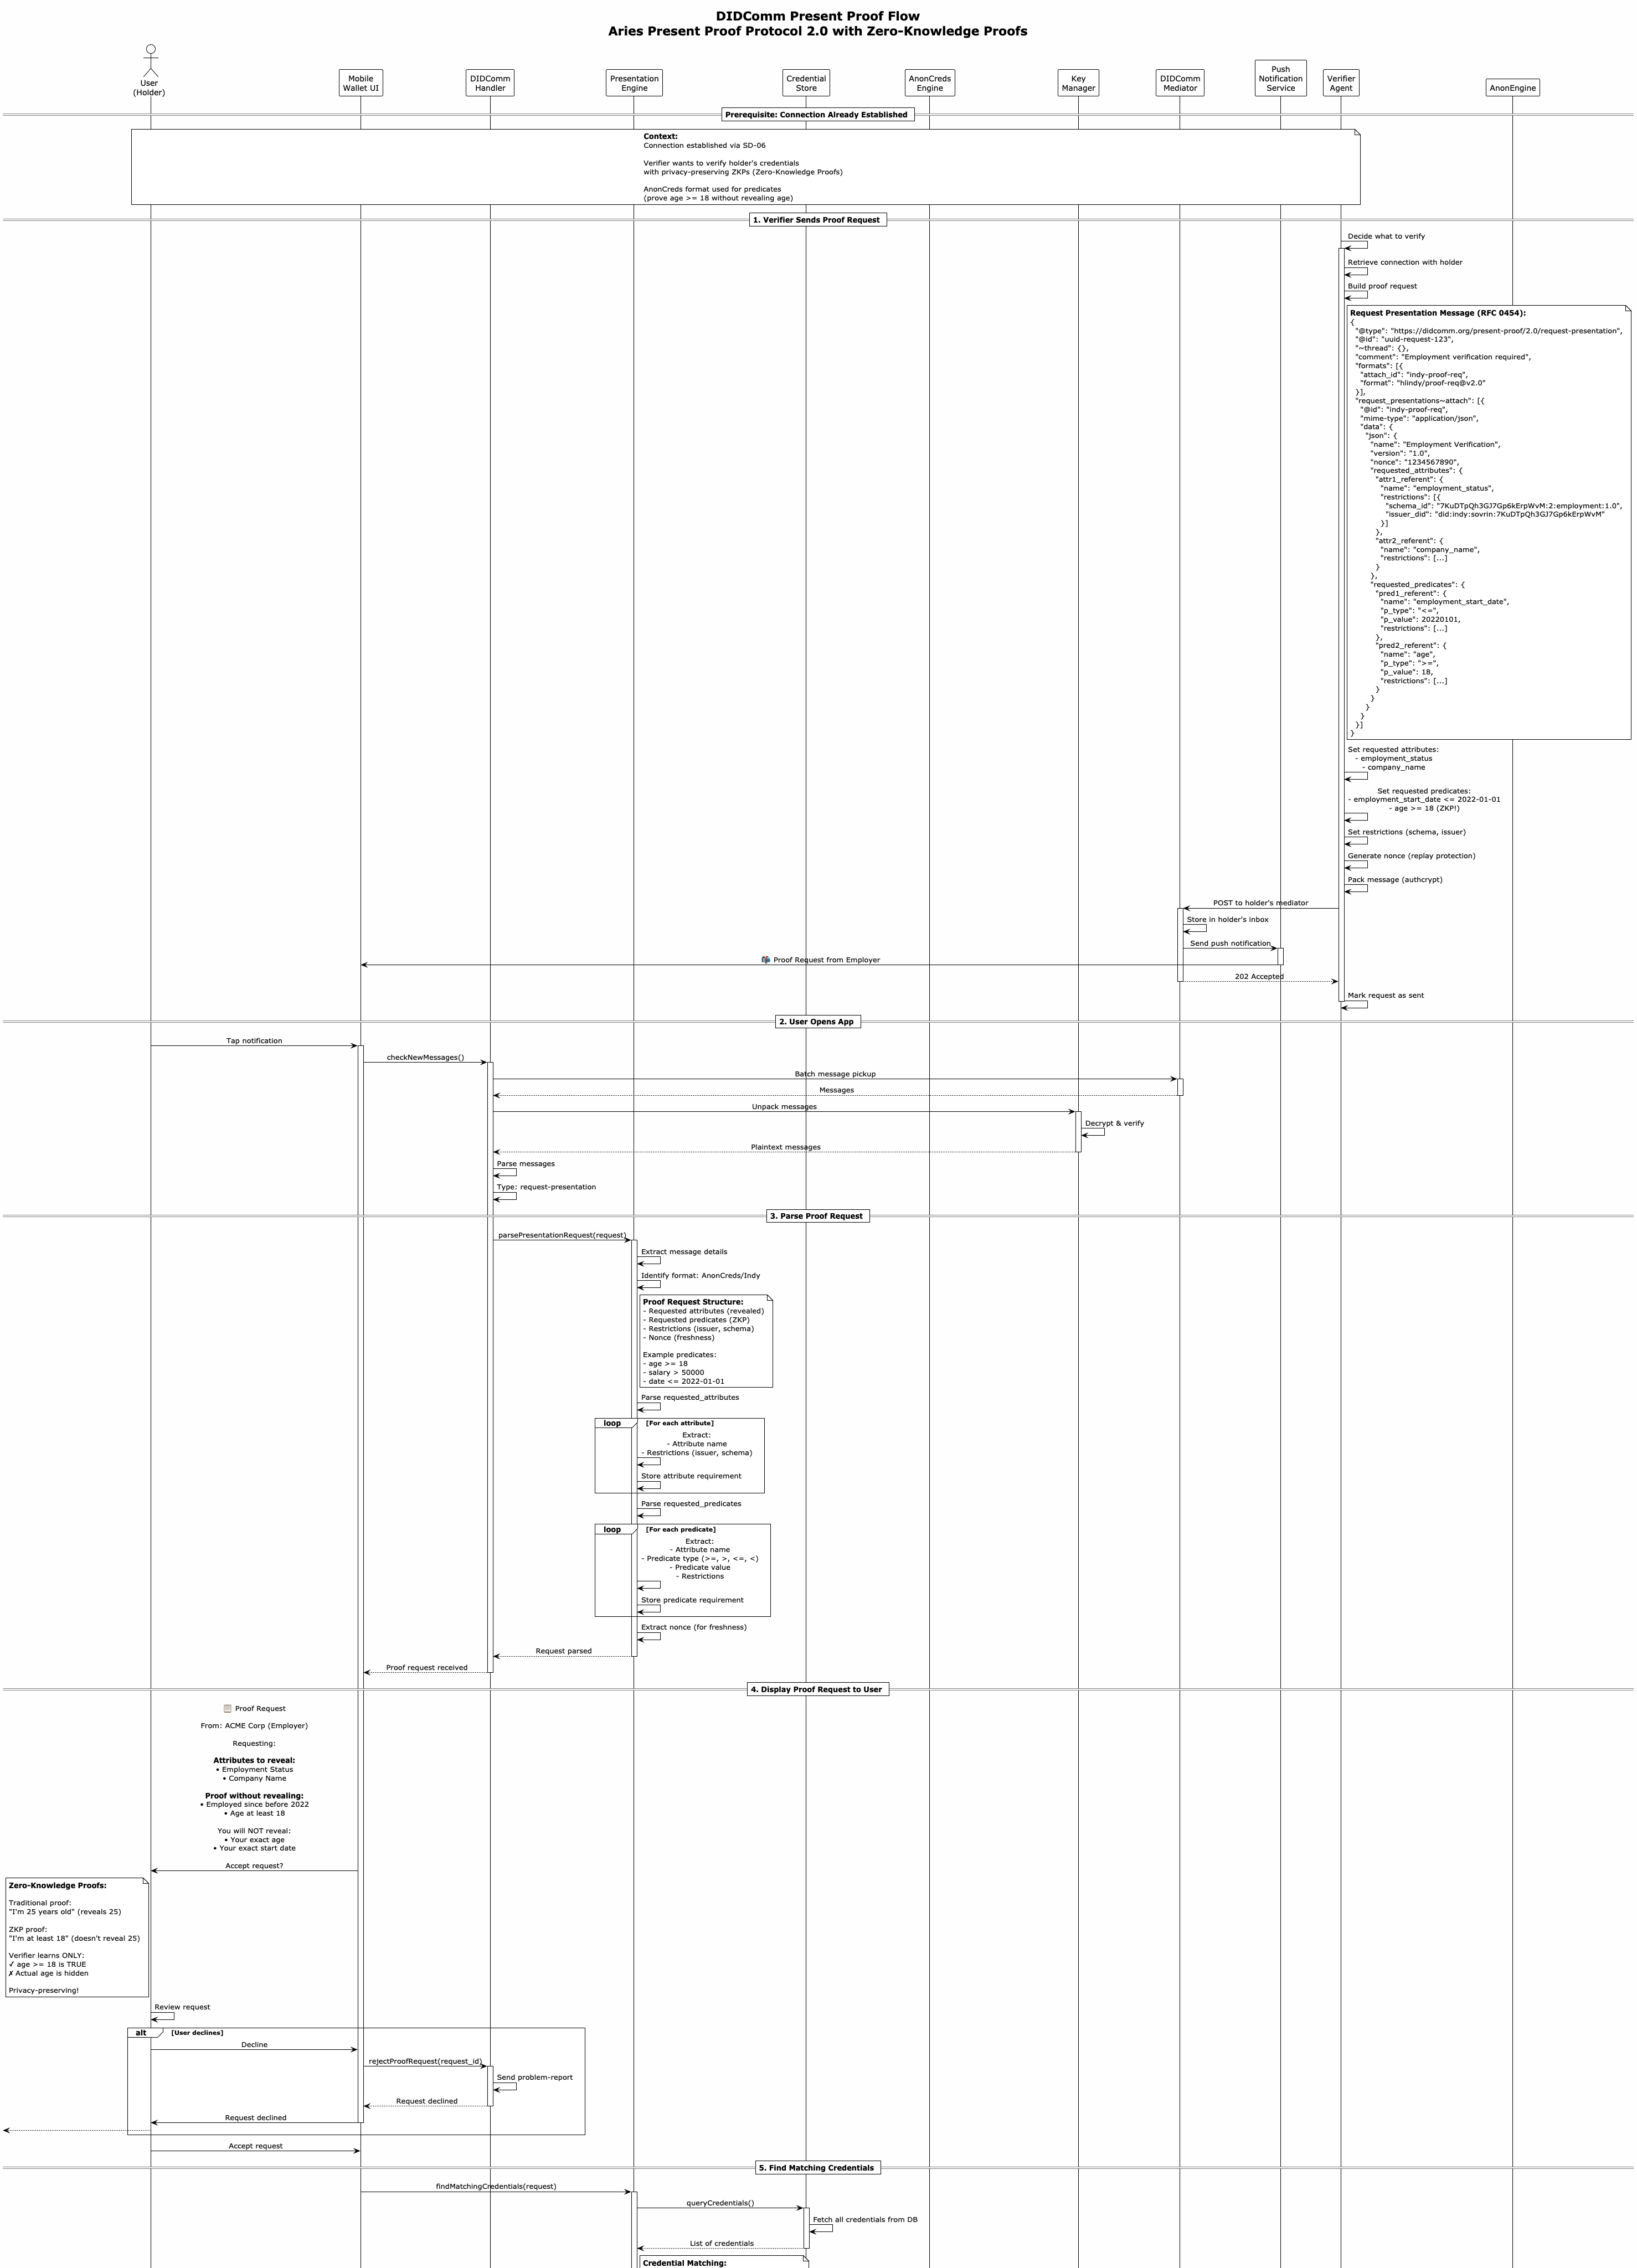 DIDComm Present Proof Flow
Aries Present Proof Protocol 2.0 with Zero-Knowledge Proofs
User
(Holder)
Mobile
Wallet UI
DIDComm
Handler
Presentation
Engine
Credential
Store
AnonCreds
Engine
Key
Manager
DIDComm
Mediator
Push
Notification
Service
Verifier
Agent
AnonEngine
Prerequisite: Connection Already Established
Context:
Connection established via SD-06
Verifier wants to verify holder's credentials
with privacy-preserving ZKPs (Zero-Knowledge Proofs)
AnonCreds format used for predicates
(prove age >= 18 without revealing age)
1. Verifier Sends Proof Request
Decide what to verify
Retrieve connection with holder
Build proof request
Request Presentation Message (RFC 0454):
{
"@type": "https://didcomm.org/present-proof/2.0/request-presentation",
"@id": "uuid-request-123",
"~thread": {},
"comment": "Employment verification required",
"formats": [{
"attach_id": "indy-proof-req",
"format": "hlindy/proof-req@v2.0"
}],
"request_presentations~attach": [{
"@id": "indy-proof-req",
"mime-type": "application/json",
"data": {
"json": {
"name": "Employment Verification",
"version": "1.0",
"nonce": "1234567890",
"requested_attributes": {
"attr1_referent": {
"name": "employment_status",
"restrictions": [{
"schema_id": "7KuDTpQh3GJ7Gp6kErpWvM:2:employment:1.0",
"issuer_did": "did:indy:sovrin:7KuDTpQh3GJ7Gp6kErpWvM"
}]
},
"attr2_referent": {
"name": "company_name",
"restrictions": [...]
}
},
"requested_predicates": {
"pred1_referent": {
"name": "employment_start_date",
"p_type": "<=",
"p_value": 20220101,
"restrictions": [...]
},
"pred2_referent": {
"name": "age",
"p_type": ">=",
"p_value": 18,
"restrictions": [...]
}
}
}
}
}]
}
Set requested attributes:
- employment_status
- company_name
Set requested predicates:
- employment_start_date <= 2022-01-01
- age >= 18 (ZKP!)
Set restrictions (schema, issuer)
Generate nonce (replay protection)
Pack message (authcrypt)
POST to holder's mediator
Store in holder's inbox
Send push notification
📬 Proof Request from Employer
202 Accepted
Mark request as sent
2. User Opens App
Tap notification
checkNewMessages()
Batch message pickup
Messages
Unpack messages
Decrypt & verify
Plaintext messages
Parse messages
Type: request-presentation
3. Parse Proof Request
parsePresentationRequest(request)
Extract message details
Identify format: AnonCreds/Indy
Proof Request Structure:
- Requested attributes (revealed)
- Requested predicates (ZKP)
- Restrictions (issuer, schema)
- Nonce (freshness)
Example predicates:
- age >= 18
- salary > 50000
- date <= 2022-01-01
Parse requested_attributes
loop [For each attribute]
Extract:
- Attribute name
- Restrictions (issuer, schema)
Store attribute requirement
Parse requested_predicates
loop [For each predicate]
Extract:
- Attribute name
- Predicate type (>=, >, <=, <)
- Predicate value
- Restrictions
Store predicate requirement
Extract nonce (for freshness)
Request parsed
Proof request received
4. Display Proof Request to User
📋 Proof Request
From: ACME Corp (Employer)
Requesting:
Attributes to reveal:
• Employment Status
• Company Name
Proof without revealing:
• Employed since before 2022
• Age at least 18
You will NOT reveal:
• Your exact age
• Your exact start date
Accept request?
Zero-Knowledge Proofs:
Traditional proof:
"I'm 25 years old" (reveals 25)
ZKP proof:
"I'm at least 18" (doesn't reveal 25)
Verifier learns ONLY:
✓ age >= 18 is TRUE
✗ Actual age is hidden
Privacy-preserving!
Review request
alt [User declines]
Decline
rejectProofRequest(request_id)
Send problem-report
Request declined
Request declined
Accept request
5. Find Matching Credentials
findMatchingCredentials(request)
queryCredentials()
Fetch all credentials from DB
List of credentials
Credential Matching: